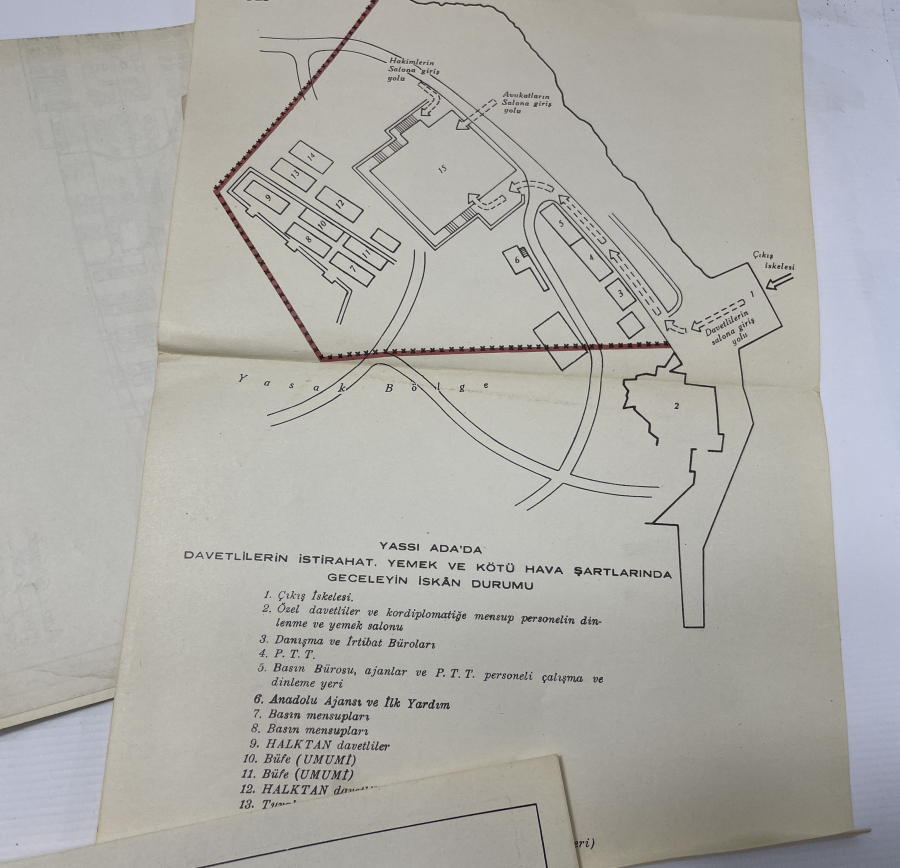 Hakimlerin
Salona giriş
yolu
Avukatların
Salona giriş
yolu
14
13
15
9
12
10
8
11
7
5
4
6
3
Çıkış
iskelesi
1
Davetlilerin
salona giriş
yolu
Yasak Bölge
2
YASSI ADA'DA
DAVETLİLERİN İSTİRAHAT. YEMEK VE KÖTÜ HAVA ŞARTLARINDA
GECELEYİN İSKÂN DURUMU
1. Çıkış İskelesi.
2. Özel davetliler ve kordiplomatiğe mensup personelin din-
lenme ve yemek salonu
3. Danışma ve İrtibat Büroları
4. P. T. T.
5. Basın Bürosu, ajanlar ve P. T. T. personeli çalışma ve
dinleme yeri
6. Anadolu Ajansı ve İlk Yardım
7. Basın mensupları
8. Basın mensupları
9. HALKTAN davetliler
10. Büfe (UMUMİ)
11. Büfe (UMUMİ)
12. HALKTAN
13.
eri)